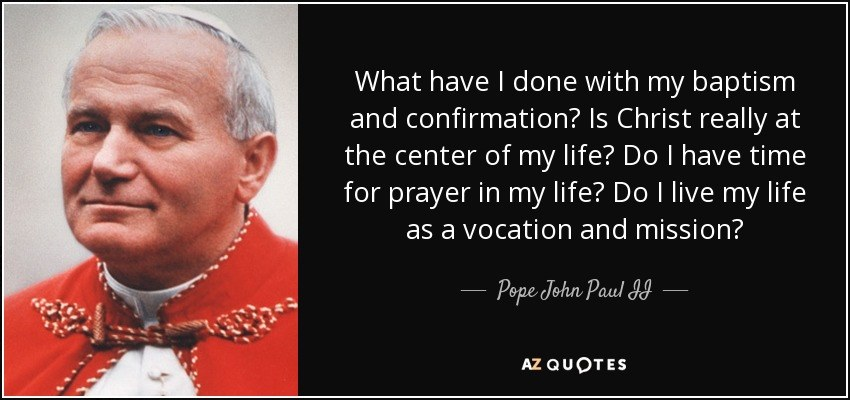 What have I done with my baptism
and confirmation? Is Christ really at
the center of my life? Do I have time
for prayer in my life? Do I live my life
as a vocation and mission?
Pope John Paul II
AZ QUOTES